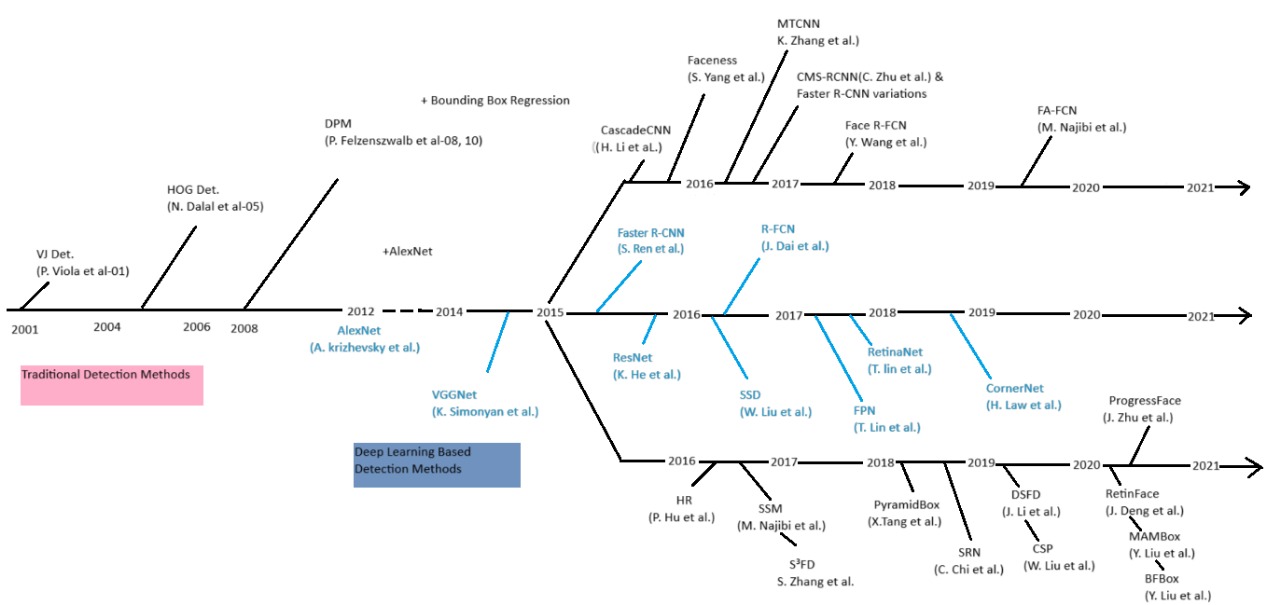 MTCNN
K. Zhang et al.)
Faceness
(S. Yang et al.)
CMS-RCNN(C. Zhu et al.) &
Faster R-CNN variations
+ Bounding Box Regression
DPM
(P. Felzenszwalb et al-08, 10)
CascadeCNN
((H. Li et aL.)
Face R-FCN
(Y. Wang et al.)
FA-FCN
(M. Najibi et al.)
HOG Det.
(N. Dalal et al-05)
2016 2017 2018 2019 2020 2021
VJ Det.
(P. Viola et al-01)
+AlexNet
Faster R-CNN
(S. Ren et al.)
R-FCN
(J. Dai et al.)
2001 2004 2006 2008 2012 2014 2015 2016 2017 2018 2019 2020 2021
AlexNet
(A. krizhevsky et al.)
VGGNet
(K. Simonyan et al.)
ResNet
(K. He et al.)
SSD
(W. Liu et al.)
FPN
(T. Lin et al.)
RetinaNet
(T. lin et al.)
CornerNet
(H. Law et al.)
Traditional Detection Methods
Deep Learning Based
Detection Methods
ProgressFace
(J. Zhu et al.)
2016 2017 2018 2019 2020 2021
HR
(P. Hu et al.)
SSM
(M. Najibi et al.)
S³FD
S. Zhang et al.
PyramidBox
(X.Tang et al.)
SRN
(C. Chi et al.)
DSFD
(J. Li et al.)
CSP
(W. Liu et al.)
RetinFace
(J. Deng et al.)
MAMBox
(Y. Liu et al.)
BFBox
(Y. Liu et al.)